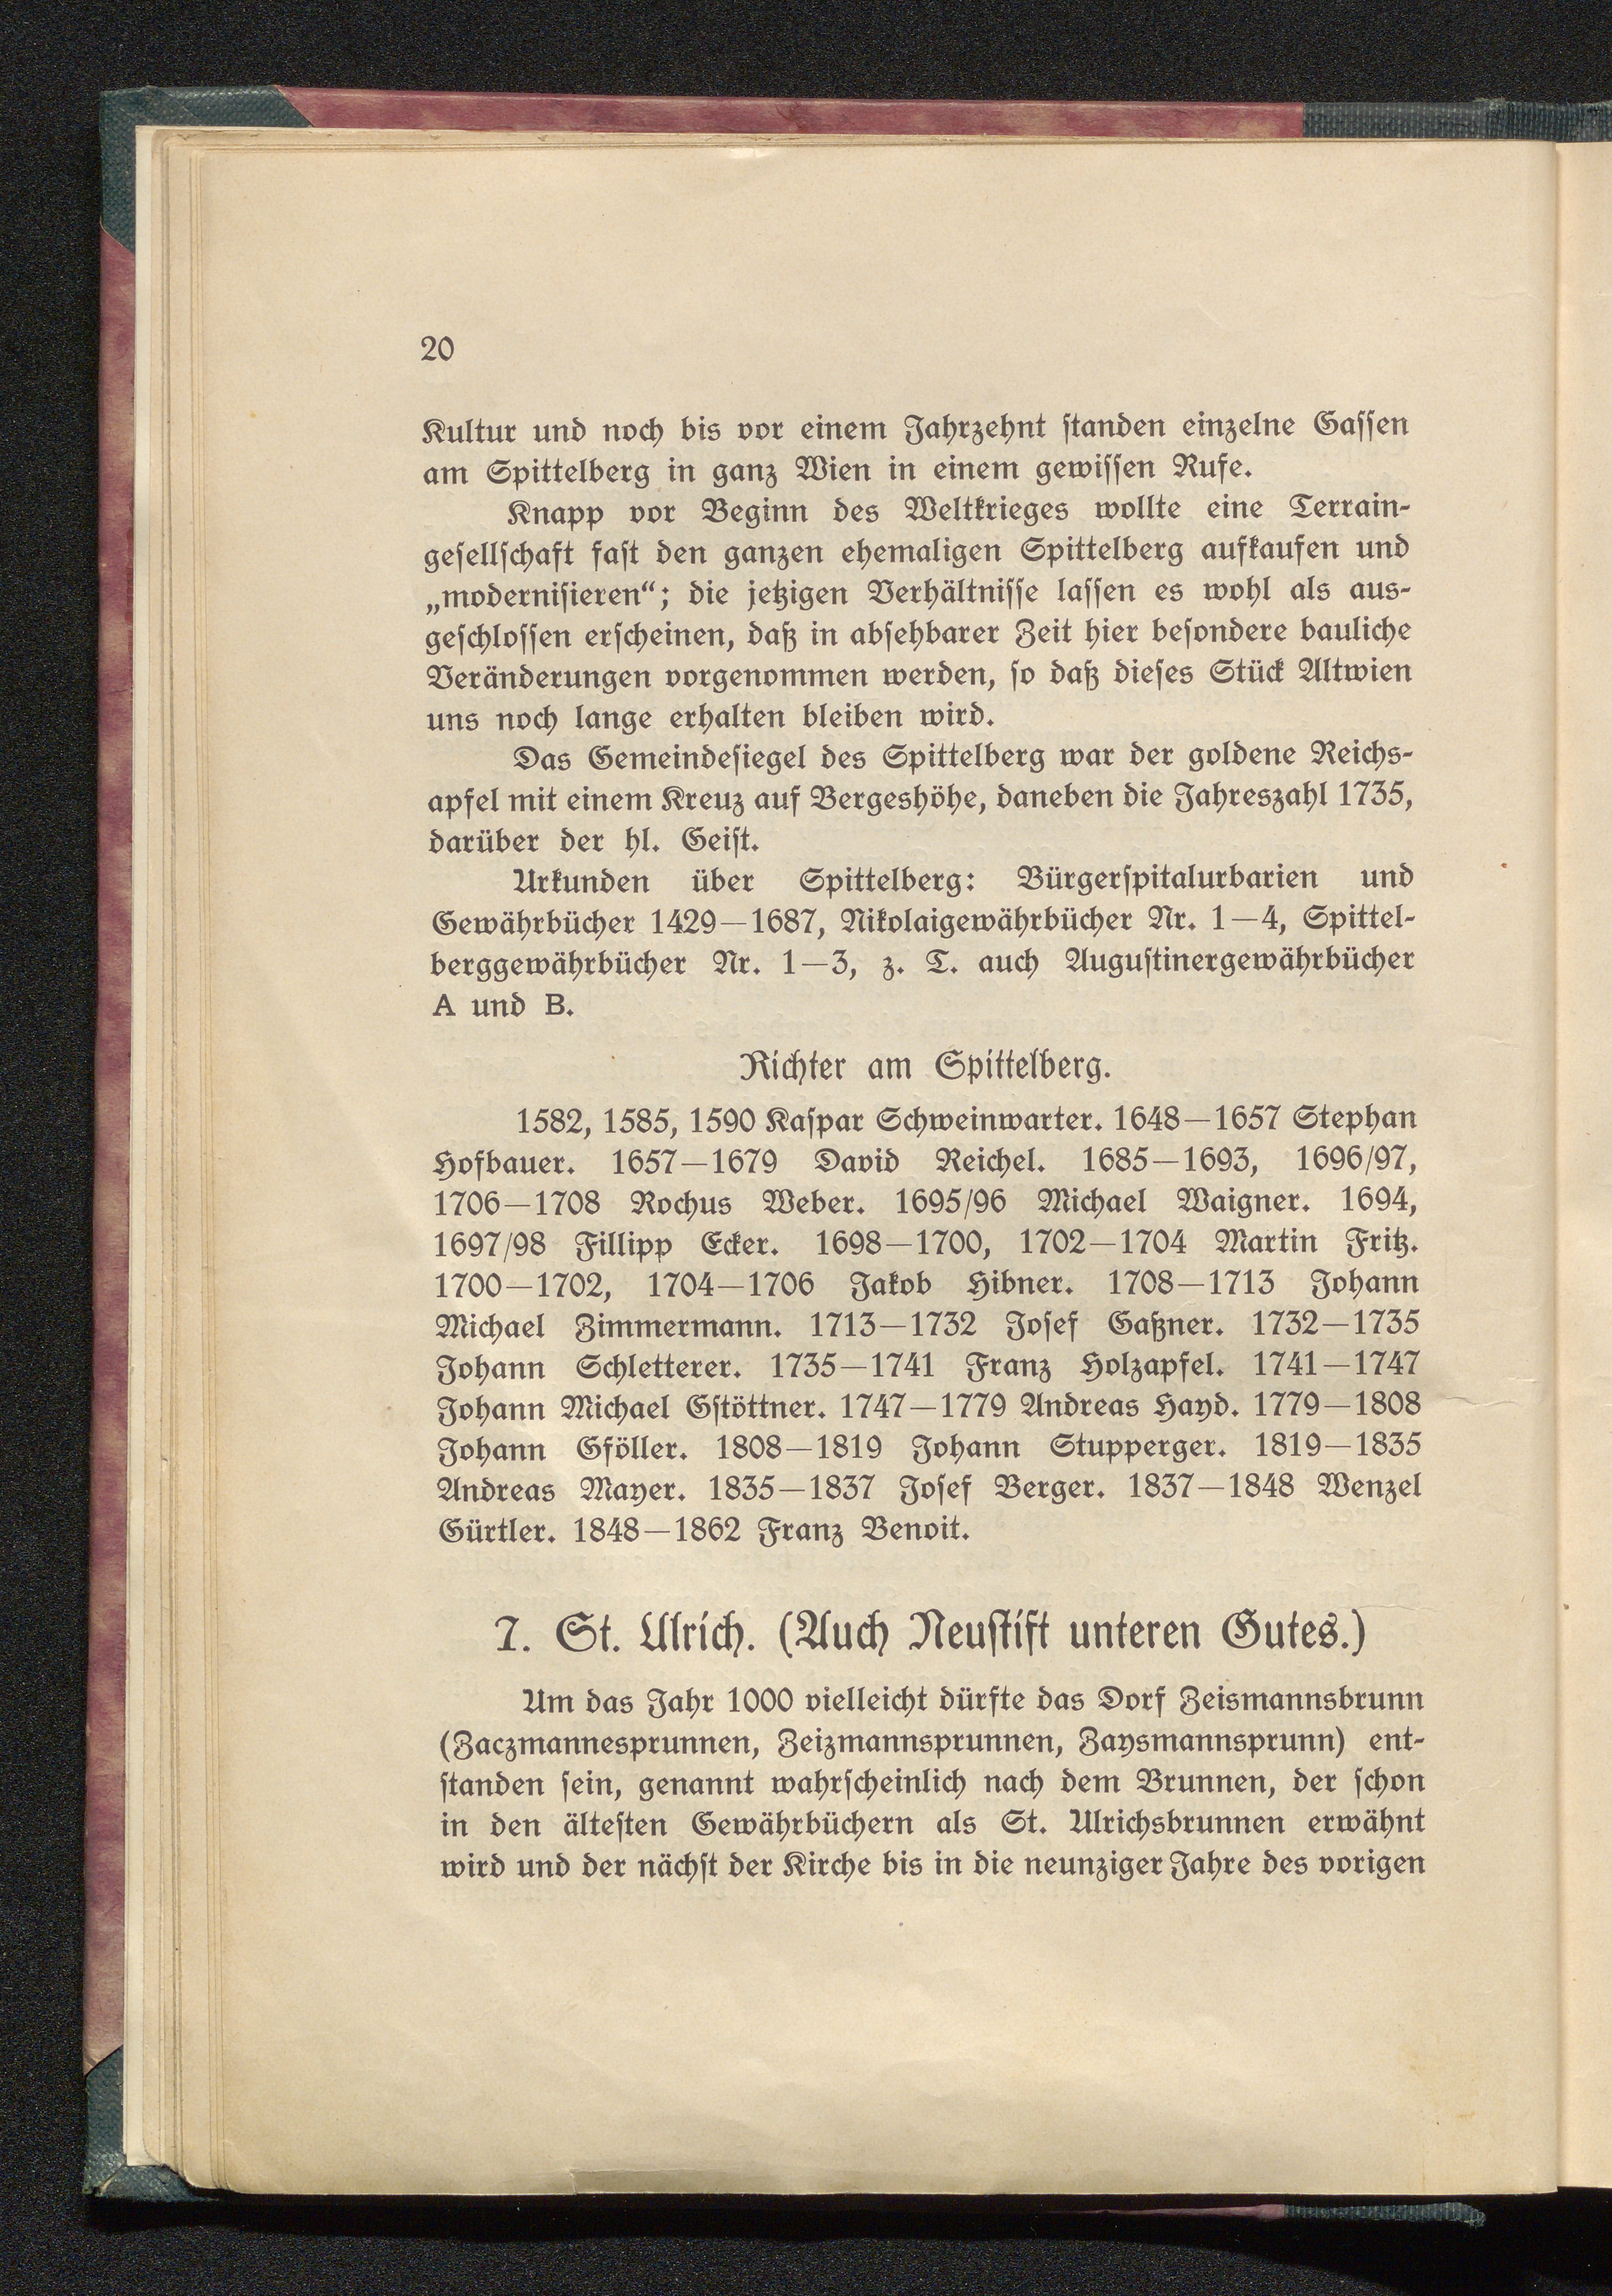 20
Kultur und noch bis vor einem Jahrzehnt standen einzelne Gassen
am Spittelberg in ganz Wien in einem gewissen Rufe.
Knapp vor Beginn des Weltkrieges wollte eine Terrain-
gesellschaft fast den ganzen ehemaligen Spittelberg aufkaufen und
„modernisieren“; die jetzigen Verhältnisse lassen es wohl als aus-
geschlossen erscheinen, daß in absehbarer Zeit hier besondere bauliche
Veränderungen vorgenommen werden, so daß dieses Stück Altwien
uns noch lange erhalten bleiben wird.
Das Gemeindesiegel des Spittelberg war der goldene Reichs-
apfel mit einem Kreuz auf Bergeshöhe, daneben die Jahreszahl 1735,
darüber der hl. Geist.
Urkunden über Spittelberg: Bürgerspitalurbarien und
Gewährbücher 1429—1687, Nikolaigewährbücher Nr. 1—4, Spittel-
berggewährbücher Nr. 1—3, z. T. auch Augustinergewährbücher
A und B.
Richter am Spittelberg.
1582, 1585, 1590 Kaspar Schweinwarter. 1648—1657 Stephan
Hofbauer. 1657—1679 David Reichel. 1685—1693, 1696/97,
1706—1708 Rochus Weber. 1695/96 Michael Waigner. 1694,
1697/98 Fillipp Ecker. 1698—1700, 1702—1704 Martin Fritz.
1700—1702, 1704—1706 Jakob Hibner. 1708—1713 Johann
Michael Zimmermann. 1713—1732 Josef Gaßner. 1732—1735
Johann Schletterer. 1735—1741 Franz Holzapfel. 1741—1747
Johann Michael Gstöttner. 1747—1779 Andreas Hayd. 1779—1808
Johann Gföller. 1808—1819 Johann Stupperger. 1819—1835
Andreas Mayer. 1835—1837 Josef Berger. 1837—1848 Wenzel
Gürtler. 1848—1862 Franz Benoit.
7. St. Ulrich. (Auch Neustift unteren Gutes.)
Um das Jahr 1000 vielleicht dürfte das Dorf Zeismannsbrunn
(Zaczmannesprunnen, Zeizmannsprunnen, Zaysmannsprunn) ent-
standen sein, genannt wahrscheinlich nach dem Brunnen, der schon
in den ältesten Gewährbüchern als St. Ulrichsbrunnen erwähnt
wird und der nächst der Kirche bis in die neunziger Jahre des vorigen